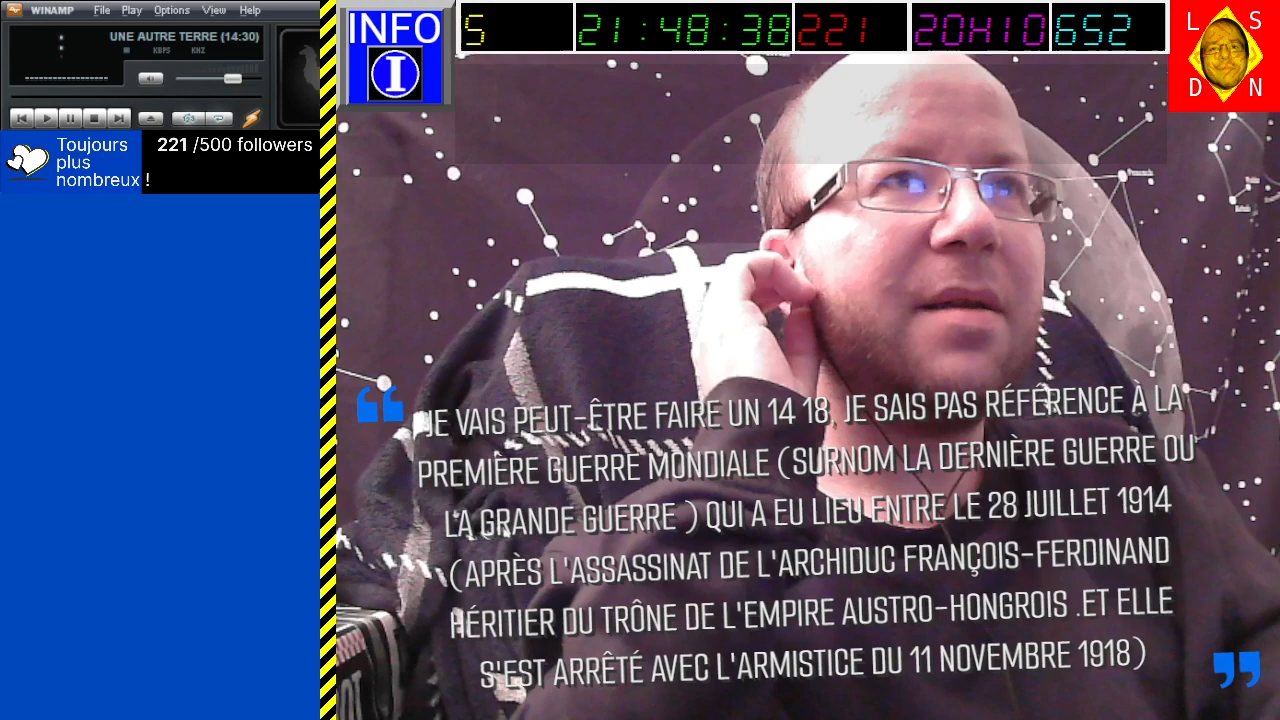 WINAMP File Play Options View Help
UNE AUTRE TERRE (14:30)
KBPS KHZ
Toujours
plus
nombreux !
221 /500 followers
INFO
I
5 21:48:38 221 20H10 652
L S
D N
JE VAIS PEUT-ÊTRE FAIRE UN 14 18, JE SAIS PAS RÉFÉRENCE À LA
PREMIÈRE GUERRE MONDIALE (SURNOM LA DERNIÈRE GUERRE OU
LA GRANDE GUERRE ) QUI A EU LIEU ENTRE LE 28 JUILLET 1914
(APRÈS L'ASSASSINAT DE L'ARCHIDUC FRANÇOIS-FERDINAND
HÉRITIER DU TRÔNE DE L'EMPIRE AUSTRO-HONGROIS .ET ELLE
S'EST ARRÊTÉ AVEC L'ARMISTICE DU 11 NOVEMBRE 1918)